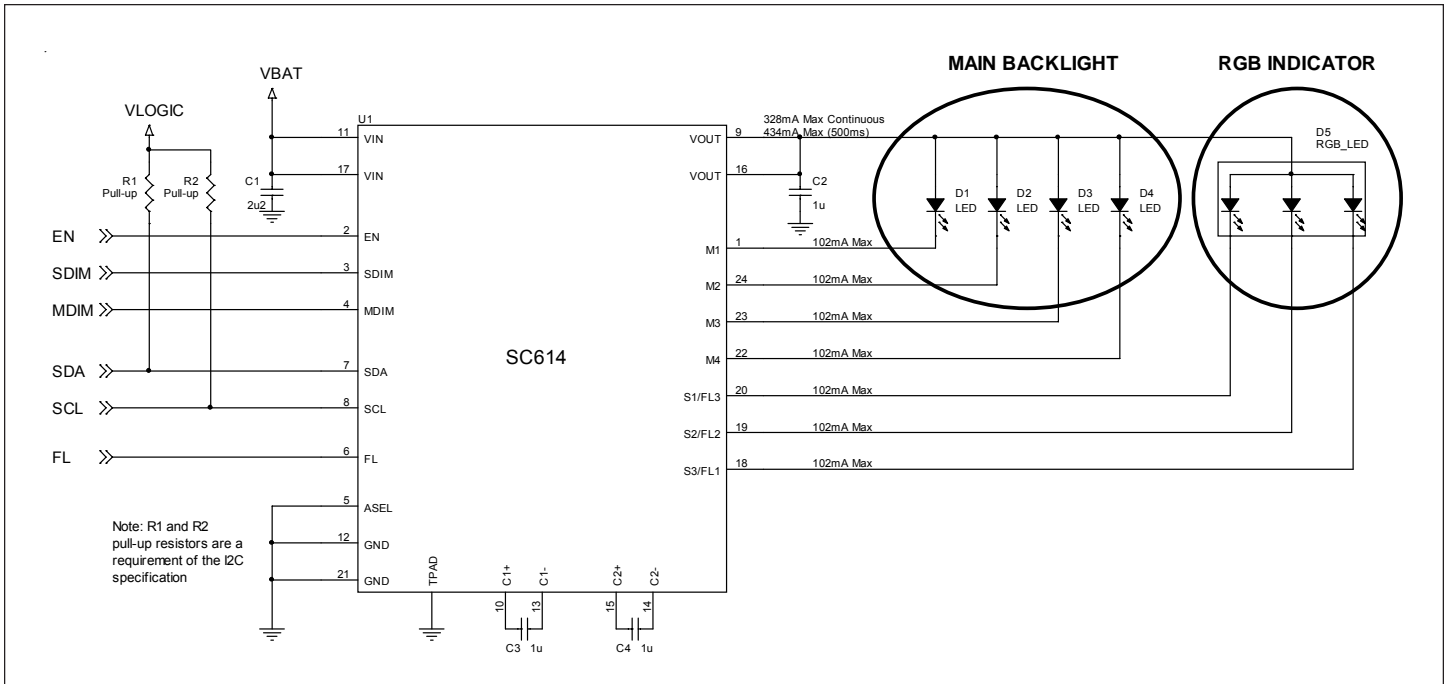 MAIN BACKLIGHT
RGB INDICATOR
VBAT
VLOGIC
U1
328mA Max Continuous
434mA Max (500ms)
D5
RGB_LED
11 VIN
VOUT 9
17 VIN
VOUT 16
R1
Pull-up
R2
Pull-up
C1
2u2
C2
1u
D1
LED
D2
LED
D3
LED
D4
LED
EN
2 EN
M1 1 102mA Max
SDIM
3 SDIM
M2 24 102mA Max
MDIM
4 MDIM
M3 23 102mA Max
SC614
M4 22 102mA Max
SDA
7 SDA
S1/FL3 20 102mA Max
SCL
8 SCL
S2/FL2 19 102mA Max
FL
6 FL
S3/FL1 18 102mA Max
5 ASEL
Note: R1 and R2
pull-up resistors are a
requirement of the I2C
specification
12 GND
21 GND
TPAD
C1+
C1-
C2+
C2-
10
13
15
14
C3 1u
C4 1u